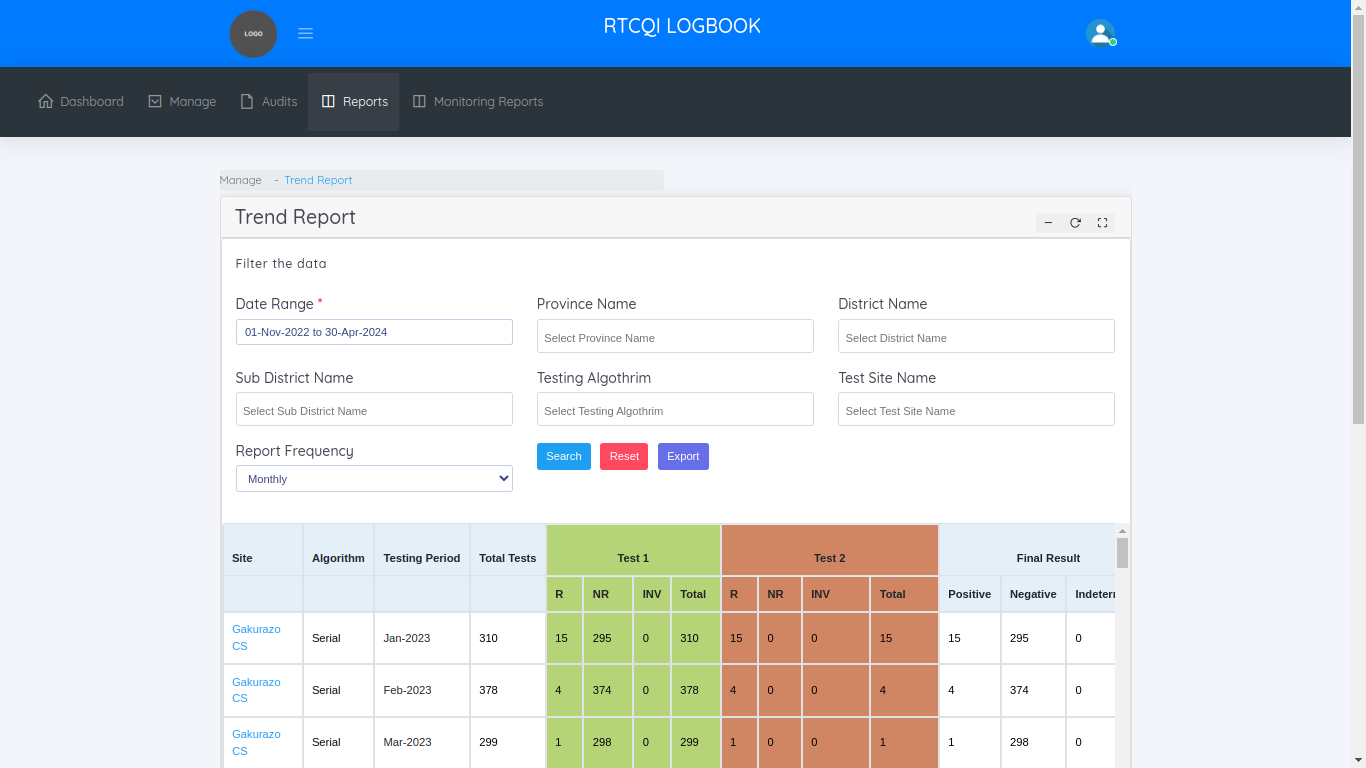 LOGO
RTCQI LOGBOOK
Dashboard Manage Audits Reports Monitoring Reports
Manage - Trend Report
Trend Report
Filter the data
Date Range * Province Name District Name
01-Nov-2022 to 30-Apr-2024 Select Province Name Select District Name
Sub District Name Testing Algothrim Test Site Name
Select Sub District Name Select Testing Algothrim Select Test Site Name
Report Frequency
Search Reset Export
Monthly
Site Algorithm Testing Period Total Tests Test 1 Test 2 Final Result
R NR INV Total R NR INV Total Positive Negative
Gakurazo CS Serial Jan-2023 310 15 295 0 310 15 0 0 15 15 295 0
Gakurazo CS Serial Feb-2023 378 4 374 0 378 4 0 0 4 4 374 0
Gakurazo CS Serial Mar-2023 299 1 298 0 299 1 0 0 1 1 298 0